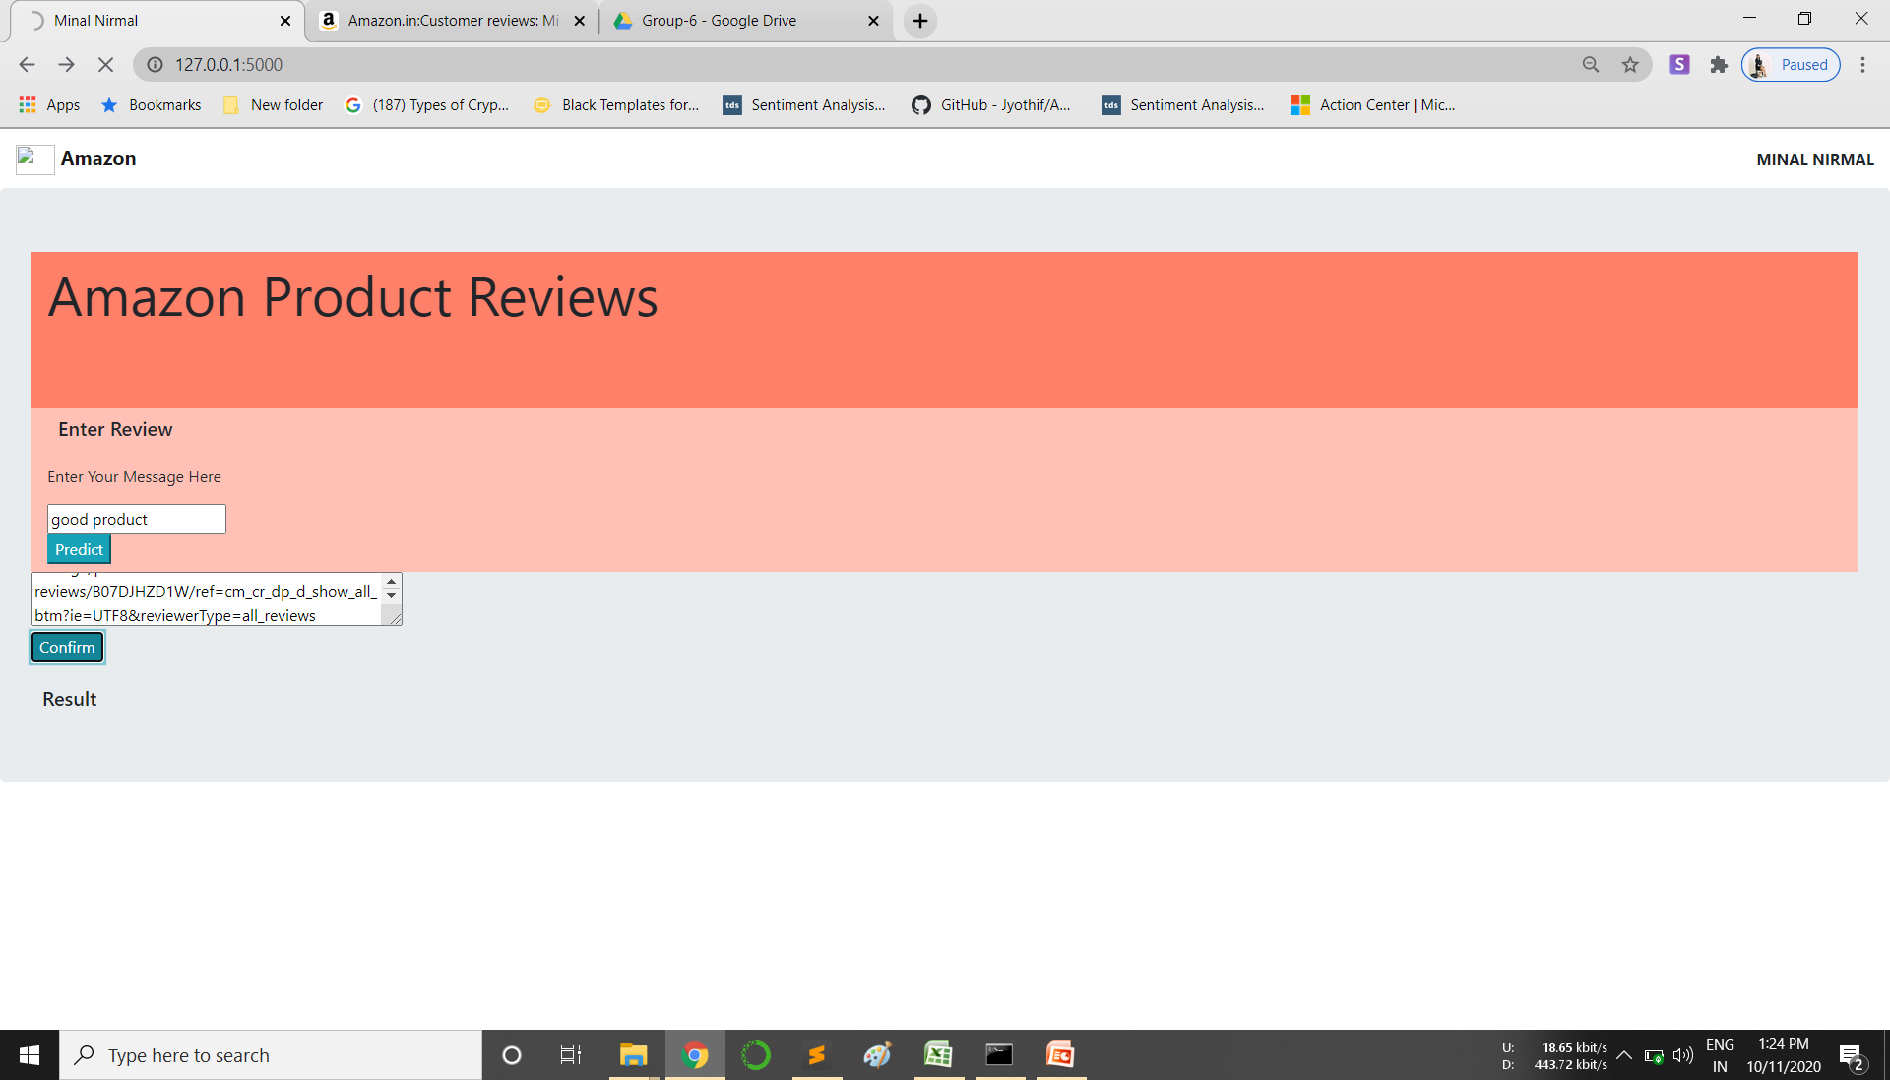 Minal Nirmal
Amazon.in:Customer reviews: Mi
Group-6 - Google Drive
127.0.0.1:5000
S
Paused
Apps
Bookmarks
New folder
(187) Types of Cryp...
Black Templates for...
tds Sentiment Analysis...
GitHub - Jyothif/A...
tds Sentiment Analysis...
Action Center | Mic...
Amazon
MINAL NIRMAL
Amazon Product Reviews
Enter Review
Enter Your Message Here
good product
Predict
reviews/B07DJHZD1W/ref=cm_cr_dp_d_show_all_
btm?ie=UTF8&reviewerType=all_reviews
Confirm
Result
Type here to search
U: 18.65 kbit/s
D: 443.72 kbit/s
ENG
IN
1:24 PM
10/11/2020
2